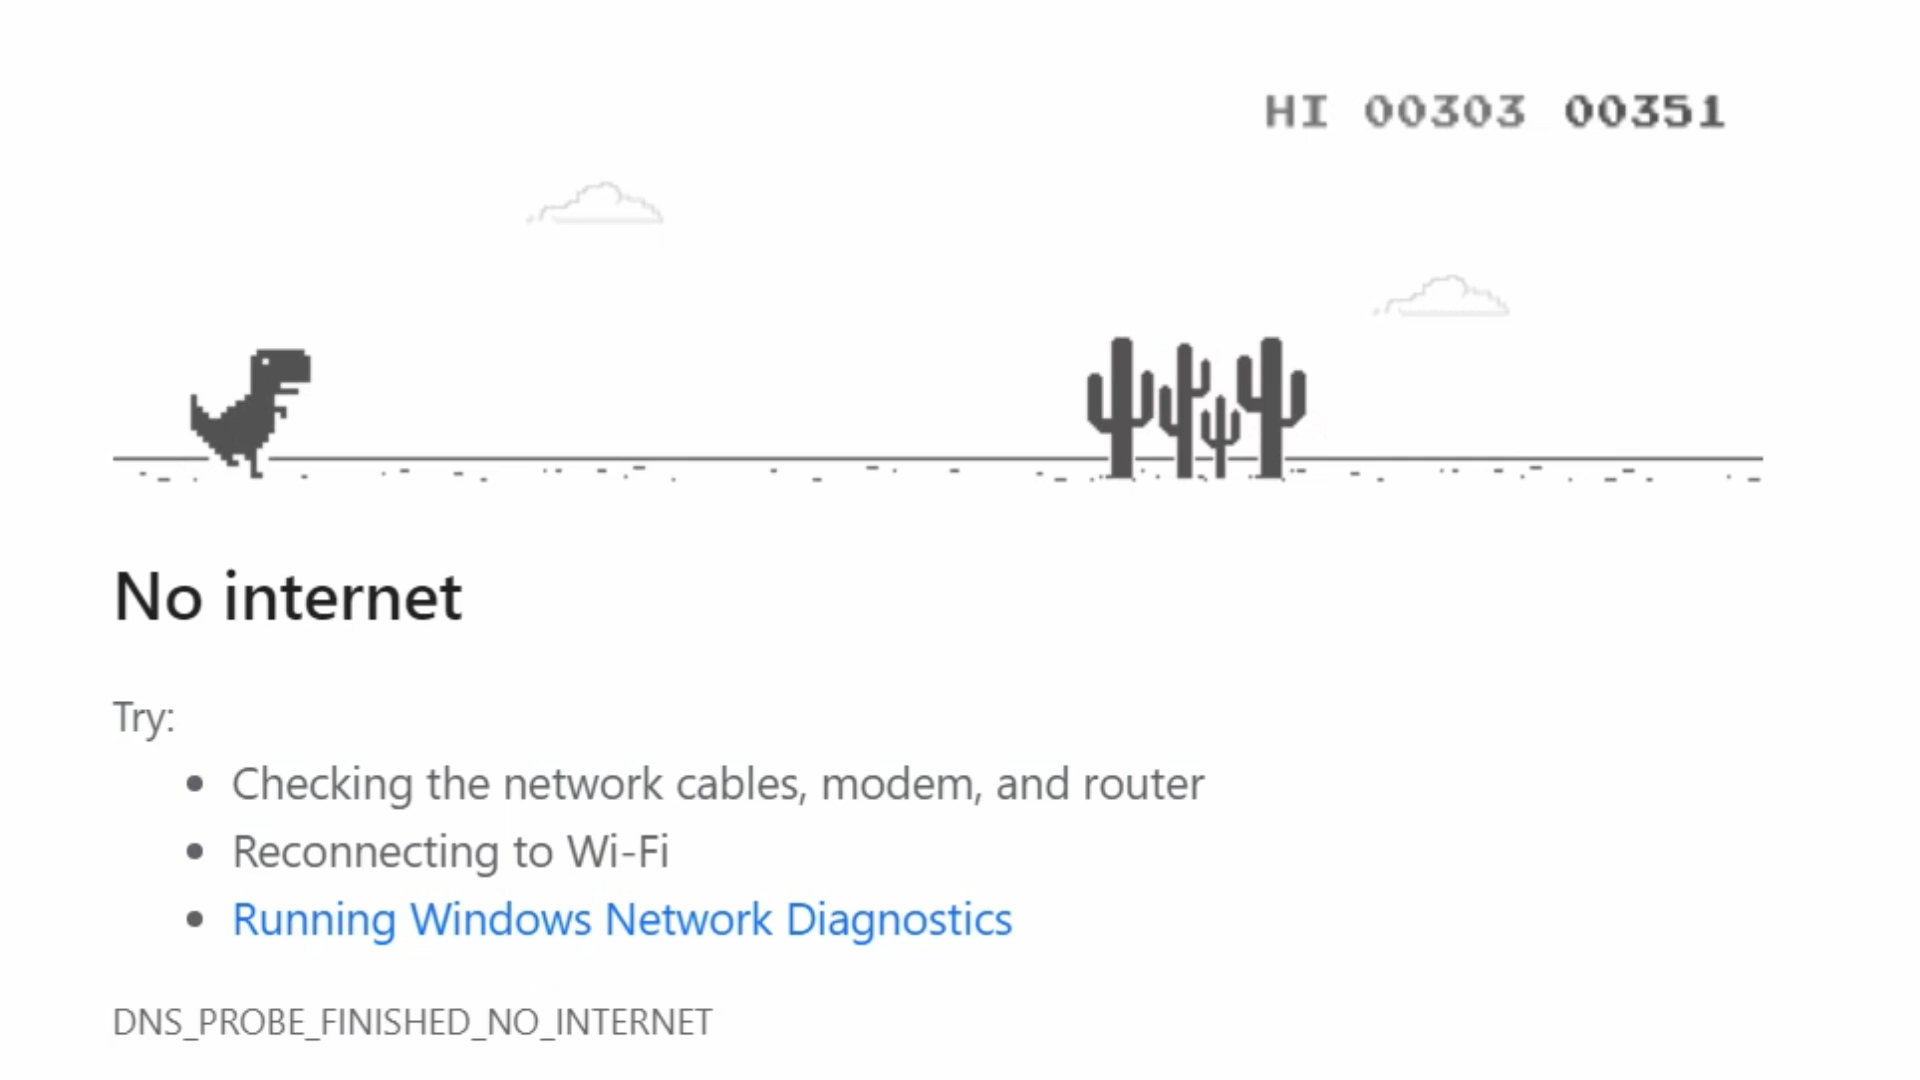 HI 00303 00351
No internet
Try:
• Checking the network cables, modem, and router
• Reconnecting to Wi-Fi
• Running Windows Network Diagnostics
DNS_PROBE_FINISHED_NO_INTERNET